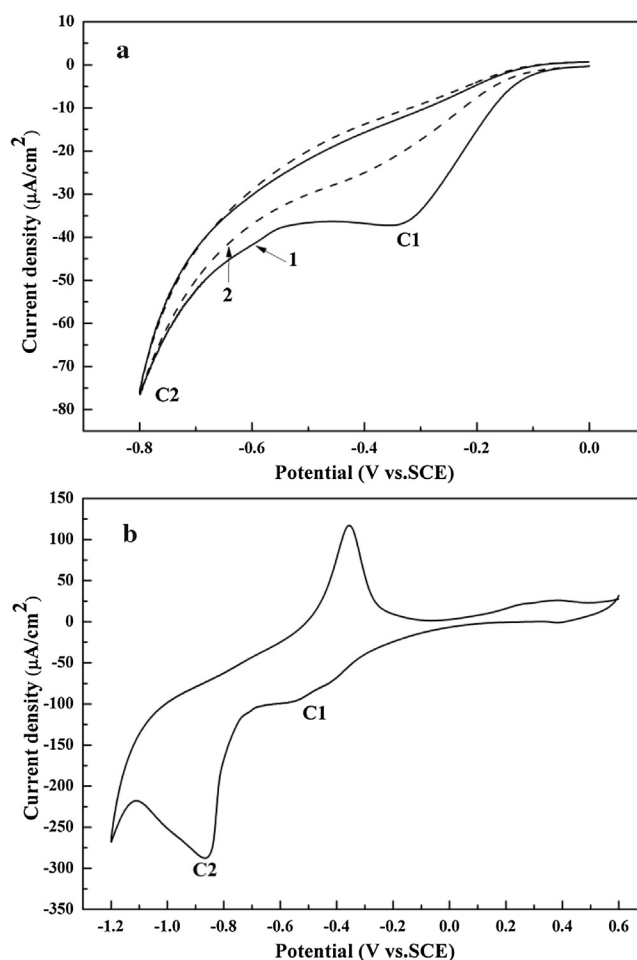 a
0
-10
-20
-30
-40
-50
-60
-70
-80
C1
1
2
C2
-0.8 -0.6 -0.4 -0.2 0.0
Potential (V vs.SCE)
Current density (μA/cm²)
b
150
100
50
0
-50
-100
-150
-200
-250
-300
-350
C1
C2
-1.2 -1.0 -0.8 -0.6 -0.4 -0.2 0.0 0.2 0.4 0.6
Potential (V vs.SCE)
Current density (μA/cm²)